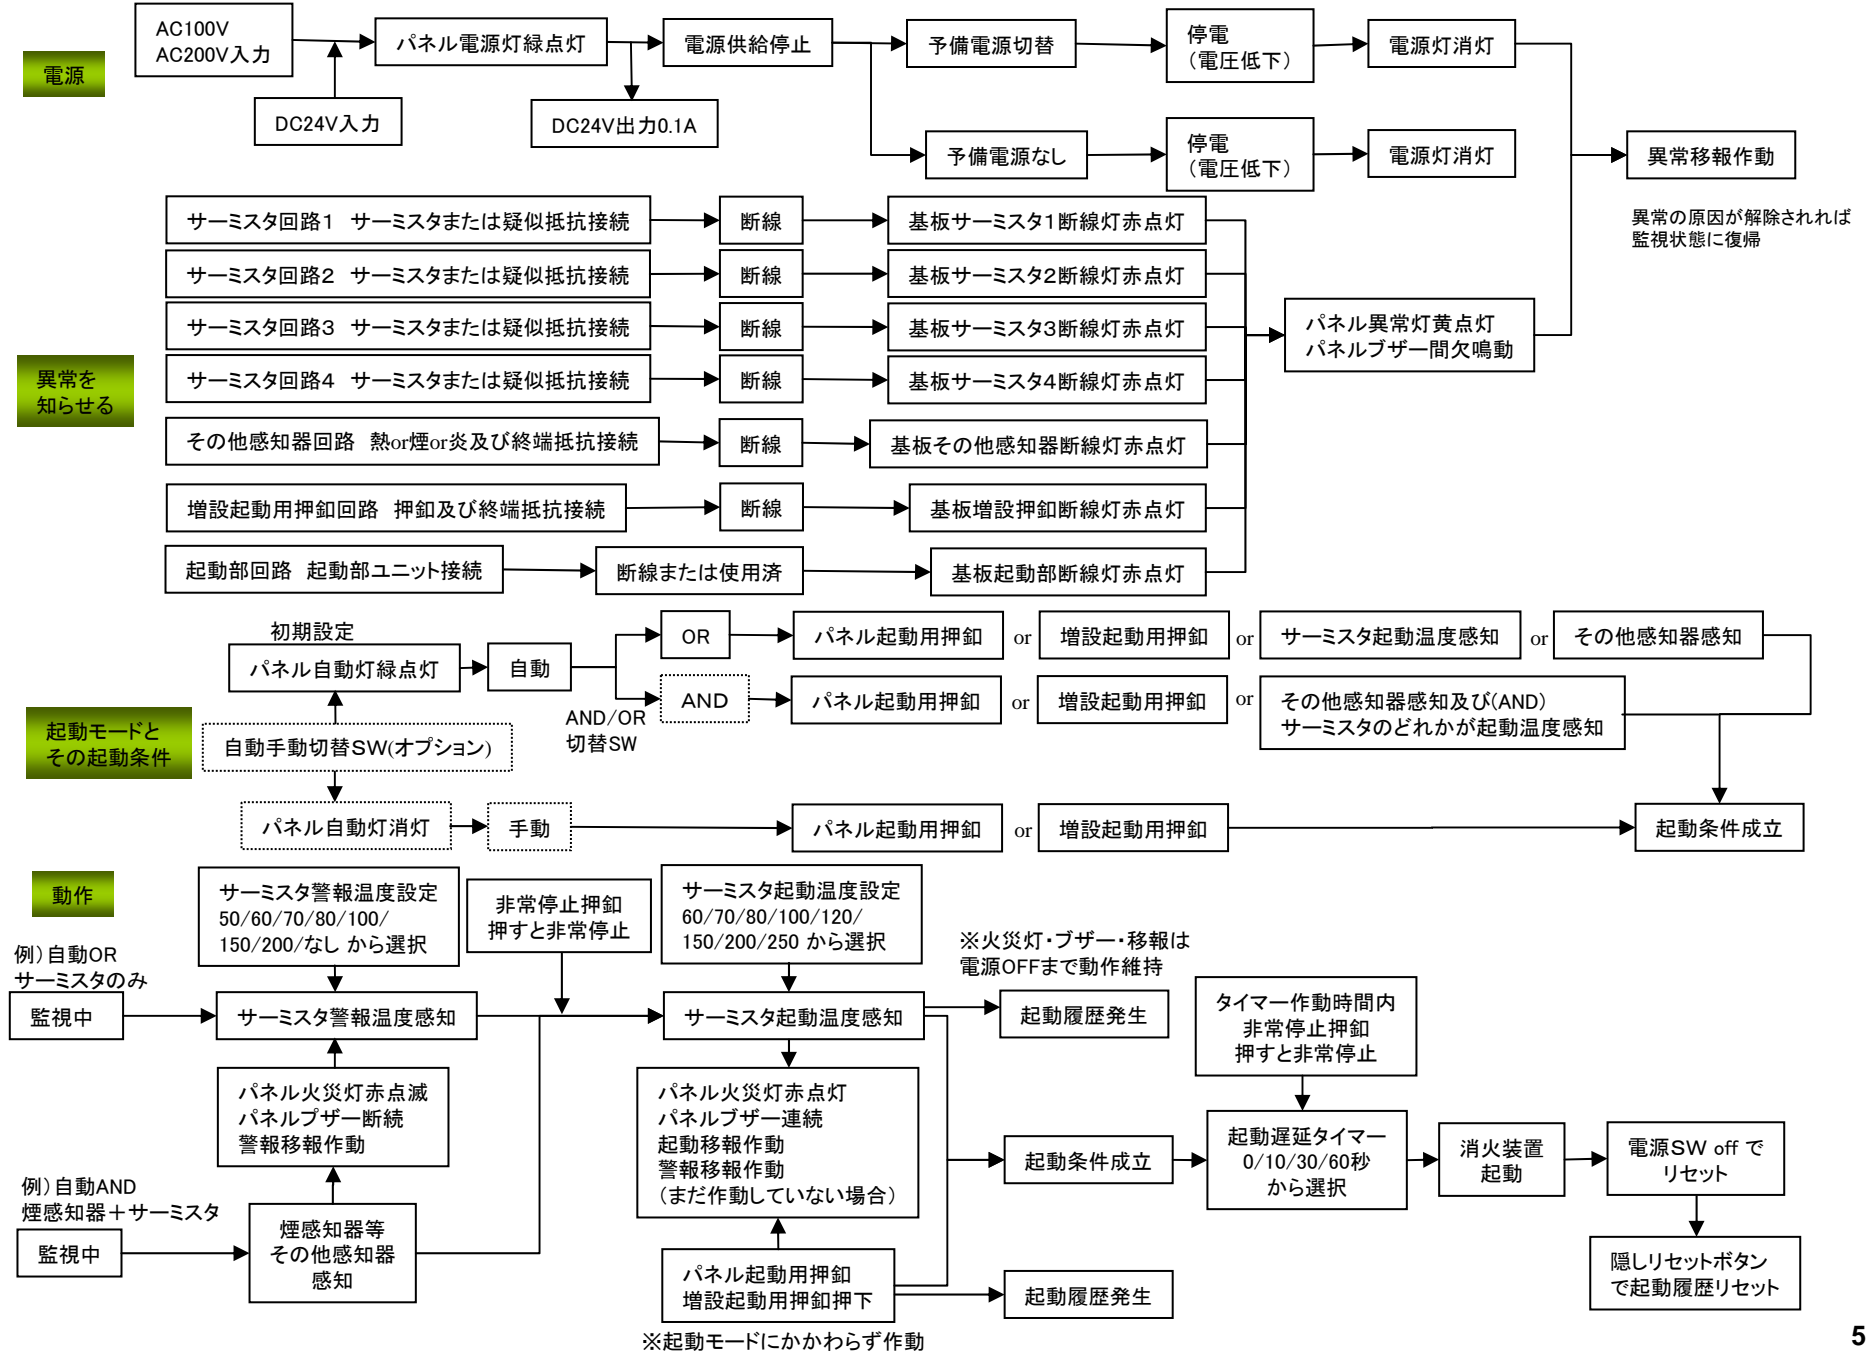 電源
AC100V
AC200V入力
DC24V入力
パネル電源灯緑点灯
DC24V出力0.1A
電源供給停止
予備電源切替
停電
（電圧低下）
電源灯消灯
予備電源なし
停電
（電圧低下）
電源灯消灯
異常移報作動
異常の原因が解除されれば
監視状態に復帰
異常を
知らせる
サーミスタ回路１　サーミスタまたは疑似抵抗接続
断線
基板サーミスタ１断線灯赤点灯
サーミスタ回路２　サーミスタまたは疑似抵抗接続
断線
基板サーミスタ２断線灯赤点灯
サーミスタ回路３　サーミスタまたは疑似抵抗接続
断線
基板サーミスタ３断線灯赤点灯
サーミスタ回路４　サーミスタまたは疑似抵抗接続
断線
基板サーミスタ４断線灯赤点灯
その他感知器回路　熱or煙or炎及び終端抵抗接続
断線
基板その他感知器断線灯赤点灯
増設起動用押釦回路　押釦及び終端抵抗接続
断線
基板増設押釦断線灯赤点灯
起動部回路　起動部ユニット接続
断線または使用済
基板起動部断線灯赤点灯
パネル異常灯黄点灯
パネルブザー間欠鳴動
起動モードと
その起動条件
初期設定
パネル自動灯緑点灯
自動
OR
パネル起動用押釦
or
増設起動用押釦
or
サーミスタ起動温度感知
or
その他感知器感知
AND/OR
切替SW
AND
パネル起動用押釦
or
増設起動用押釦
or
その他感知器感知及び(AND)
サーミスタのどれかが起動温度感知
自動手動切替SW(オプション)
パネル自動灯消灯
手動
パネル起動用押釦
or
増設起動用押釦
起動条件成立
動作
サーミスタ警報温度設定
50/60/70/80/100/
150/200/なし から選択
非常停止押釦
押すと非常停止
サーミスタ起動温度設定
60/70/80/100/120/
150/200/250 から選択
※火災灯・ブザー・移報は
電源OFFまで動作維持
例）自動OR
サーミスタのみ
監視中
サーミスタ警報温度感知
サーミスタ起動温度感知
起動履歴発生
タイマー作動時間内
非常停止押釦
押すと非常停止
パネル火災灯赤点滅
パネルブザー断続
警報移報作動
パネル火災灯赤点灯
パネルブザー連続
起動移報作動
警報移報作動
（まだ作動していない場合）
起動条件成立
起動遅延タイマー
0/10/30/60秒
から選択
消火装置
起動
電源SW off で
リセット
例）自動AND
煙感知器＋サーミスタ
監視中
煙感知器等
その他感知器
感知
パネル起動用押釦
増設起動用押釦押下
起動履歴発生
隠しリセットボタン
で起動履歴リセット
※起動モードにかかわらず作動
5